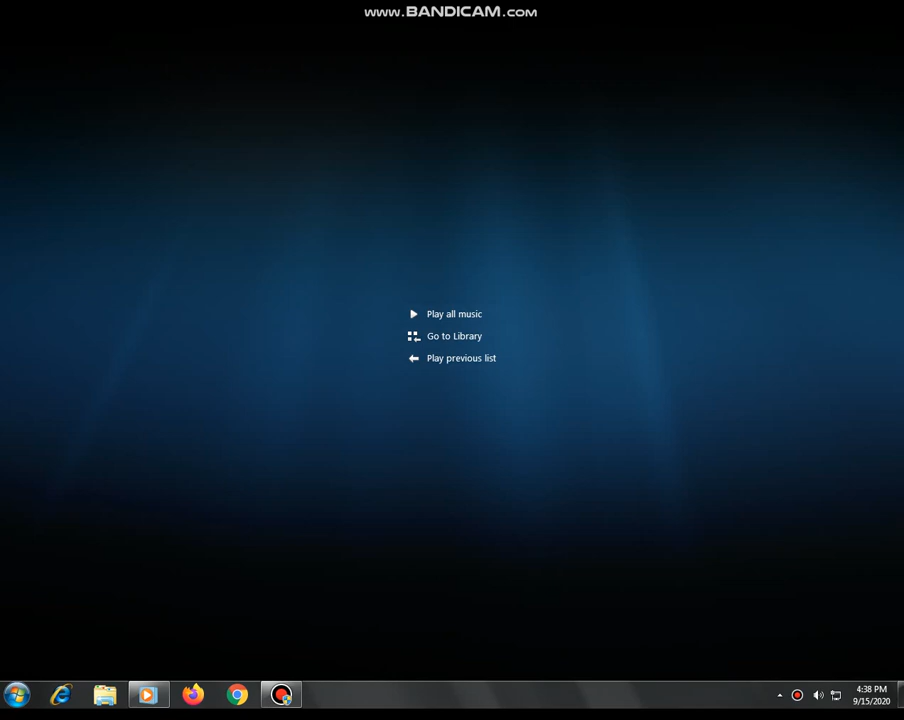 www.BANDICAM.com
Play all music
Go to Library
Play previous list
4:38 PM
9/15/2020